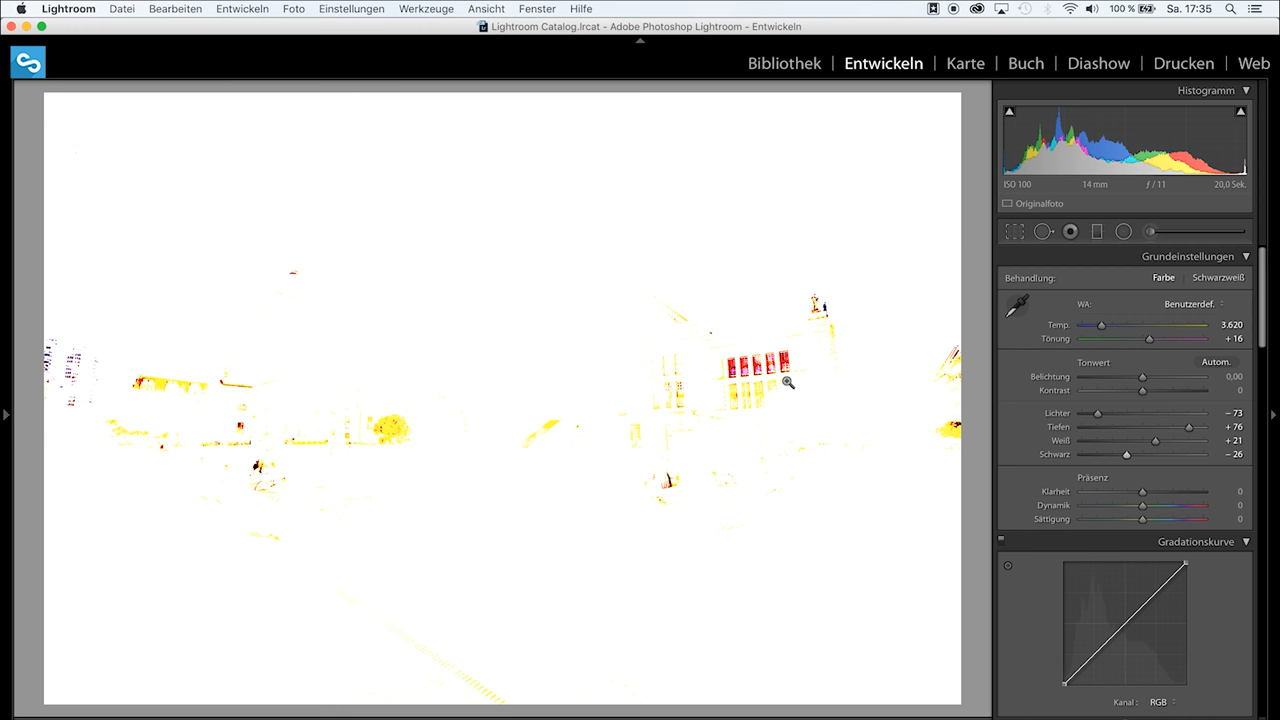 Lightroom Datei Bearbeiten Entwickeln Foto Einstellungen Werkzeuge Ansicht Fenster Hilfe 100 % Sa. 17:35
Lightroom Catalog.lrcat - Adobe Photoshop Lightroom - Entwickeln
Bibliothek | Entwickeln | Karte | Buch | Diashow | Drucken | Web
Histogramm
ISO 100 14 mm ƒ / 11 20,0 Sek.
Originalfoto
Grundeinstellungen
Behandlung: Farbe Schwarzweiß
WA: Benutzerdef.
Temp. 3.620
Tönung + 16
Tonwert Autom.
Belichtung 0,00
Kontrast 0
Lichter − 73
Tiefen + 76
Weiß + 21
Schwarz − 26
Präsenz
Klarheit 0
Dynamik 0
Sättigung 0
Gradationskurve
Kanal : RGB